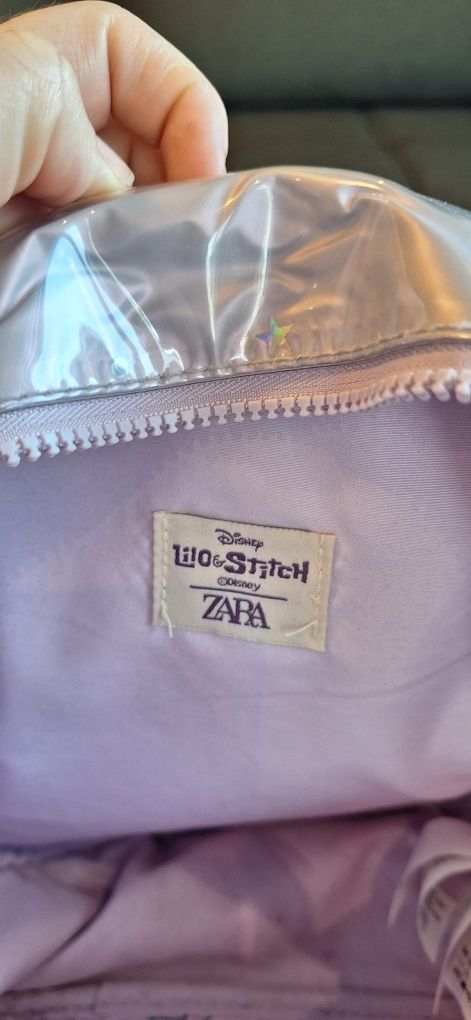 Disney
Lilo & Stitch
©Disney
ZARA